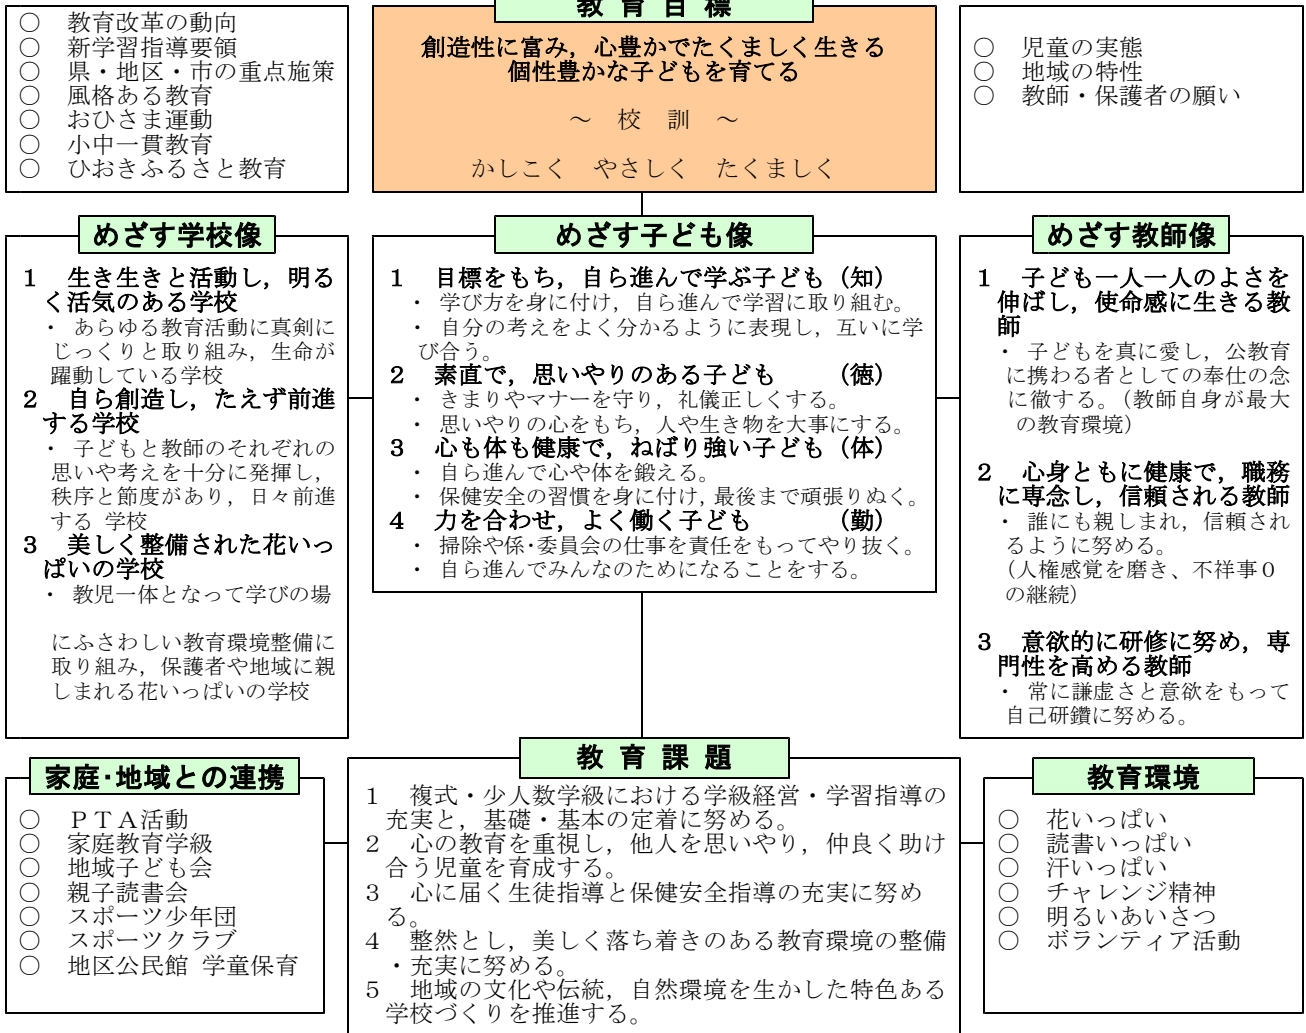 ○　教育改革の動向
○　新学習指導要領
○　県・地区・市の重点施策
○　風格ある教育
○　おひさま運動
○　小中一貫教育
○　ひおきふるさと教育
教 育 目 標
創造性に富み，心豊かでたくましく生きる
個性豊かな子どもを育てる
～　校　訓　～
かしこく　やさしく　たくましく
○　児童の実態
○　地域の特性
○　教師・保護者の願い
めざす学校像
１　生き生きと活動し，明る
く活気のある学校
・ あらゆる教育活動に真剣に
じっくりと取り組み，生命が
躍動している学校
２　自ら創造し，たえず前進
する学校
・ 子どもと教師のそれぞれの
思いや考えを十分に発揮し，
秩序と節度があり，日々前進
する 学校
３　美しく整備された花いっ
ぱいの学校
・ 教児一体となって学びの場
にふさわしい教育環境整備に
取り組み，保護者や地域に親
しまれる花いっぱいの学校
めざす子ども像
１　目標をもち，自ら進んで学ぶ子ども（知）
・ 学び方を身に付け，自ら進んで学習に取り組む。
・ 自分の考えをよく分かるように表現し，互いに学
び合う。
２　素直で，思いやりのある子ども　　（徳）
・ きまりやマナーを守り，礼儀正しくする。
・ 思いやりの心をもち，人や生き物を大事にする。
３　心も体も健康で，ねばり強い子ども（体）
・ 自ら進んで心や体を鍛える。
・ 保健安全の習慣を身に付け，最後まで頑張りぬく。
４　力を合わせ，よく働く子ども　　　（勤）
・ 掃除や係・委員会の仕事を責任をもってやり抜く。
・ 自ら進んでみんなのためになることをする。
めざす教師像
１　子ども一人一人のよさを
伸ばし，使命感に生きる教
師
・ 子どもを真に愛し，公教育
に携わる者としての奉仕の念
に徹する。（教師自身が最大
の教育環境）
２　心身ともに健康で，職務
に専念し，信頼される教師
・ 誰にも親しまれ，信頼され
るように努める。
（人権感覚を磨き、不祥事０
の継続）
３　意欲的に研修に努め，専
門性を高める教師
・ 常に謙虚さと意欲をもって
自己研鑽に努める。
家庭・地域との連携
○　ＰＴＡ活動
○　家庭教育学級
○　地域子ども会
○　親子読書会
○　スポーツ少年団
○　スポーツクラブ
○　地区公民館 学童保育
教 育 課 題
１　複式・少人数学級における学級経営・学習指導の
充実と，基礎・基本の定着に努める。
２　心の教育を重視し，他人を思いやり，仲良く助け
合う児童を育成する。
３　心に届く生徒指導と保健安全指導の充実に努め
る。
４　整然とし，美しく落ち着きのある教育環境の整備
・充実に努める。
５　地域の文化や伝統，自然環境を生かした特色ある
学校づくりを推進する。
教育環境
○　花いっぱい
○　読書いっぱい
○　汗いっぱい
○　チャレンジ精神
○　明るいあいさつ
○　ボランティア活動